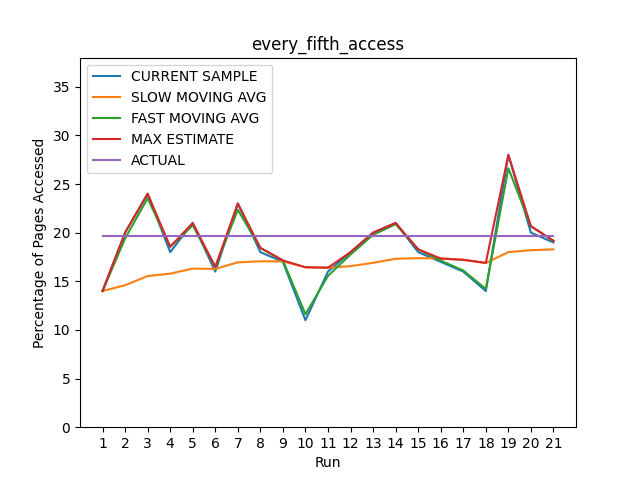 every_fifth_access
CURRENT SAMPLE
SLOW MOVING AVG
FAST MOVING AVG
MAX ESTIMATE
ACTUAL
Percentage of Pages Accessed
35
30
25
20
15
10
5
0
1 2 3 4 5 6 7 8 9 10 11 12 13 14 15 16 17 18 19 20 21
Run